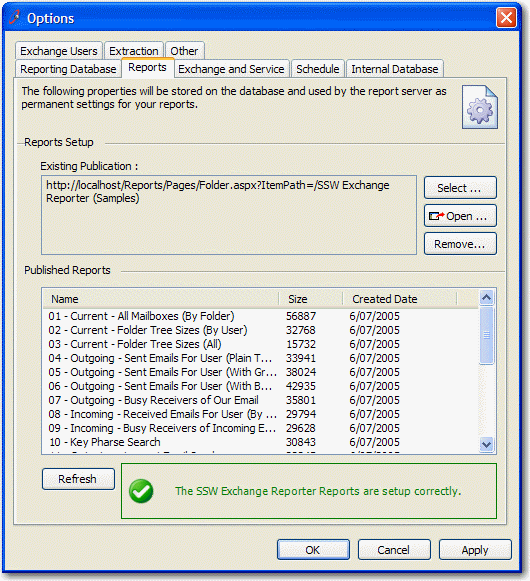 Options
Exchange Users Extraction Other
Reporting Database Reports Exchange and Service Schedule Internal Database
The following properties will be stored on the database and used by the report server as
permanent settings for your reports.
Reports Setup
Existing Publication :
http://localhost/Reports/Pages/Folder.aspx?ItemPath=/SSW Exchange
Reporter (Samples)
Select ...
Open ...
Remove...
Published Reports
Name Size Created Date
01 - Current - All Mailboxes (By Folder) 56887 6/07/2005
02 - Current - Folder Tree Sizes (By User) 32768 6/07/2005
03 - Current - Folder Tree Sizes (All) 15732 6/07/2005
04 - Outgoing - Sent Emails For User (Plain T... 33941 6/07/2005
05 - Outgoing - Sent Emails For User (With Gr... 38024 6/07/2005
06 - Outgoing - Sent Emails For User (With B... 42935 6/07/2005
07 - Outgoing - Busy Receivers of Our Email 35801 6/07/2005
08 - Incoming - Received Emails For User (By ... 29794 6/07/2005
09 - Incoming - Busy Receivers of Incoming E... 29628 6/07/2005
10 - Key Pharse Search 30843 6/07/2005
Refresh
The SSW Exchange Reporter Reports are setup correctly.
OK Cancel Apply